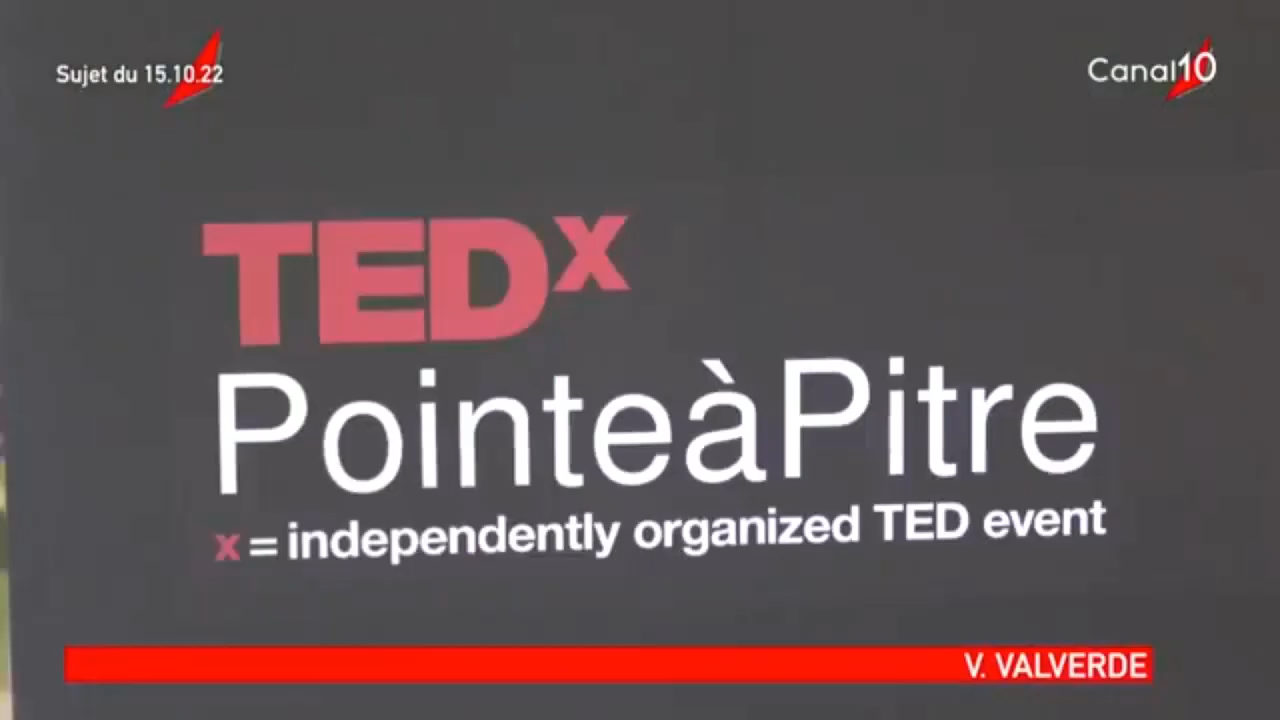 Sujet du 15.10.22
Canal10
TEDx
PointeàPitre
x = independently organized TED event
V. VALVERDE